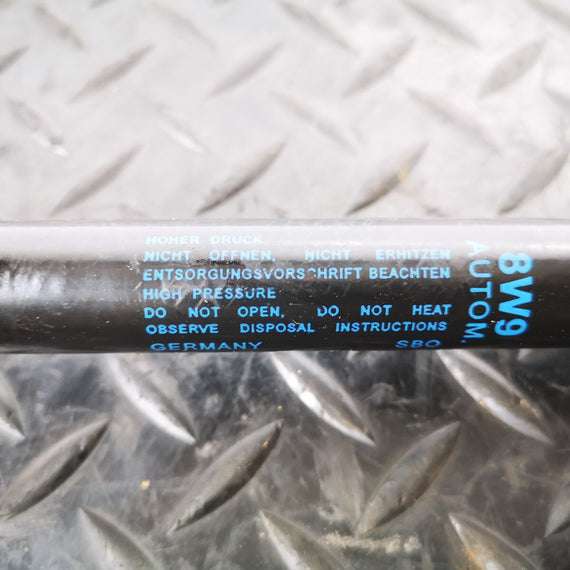 HOHER DRUCK
NICHT ÖFFNEN, NICHT ERHITZEN
ENTSORGUNGSVORSCHRIFT BEACHTEN
HIGH PRESSURE
DO NOT OPEN, DO NOT HEAT
OBSERVE DISPOSAL INSTRUCTIONS
GERMANY SBO
8W9
AUTOM.